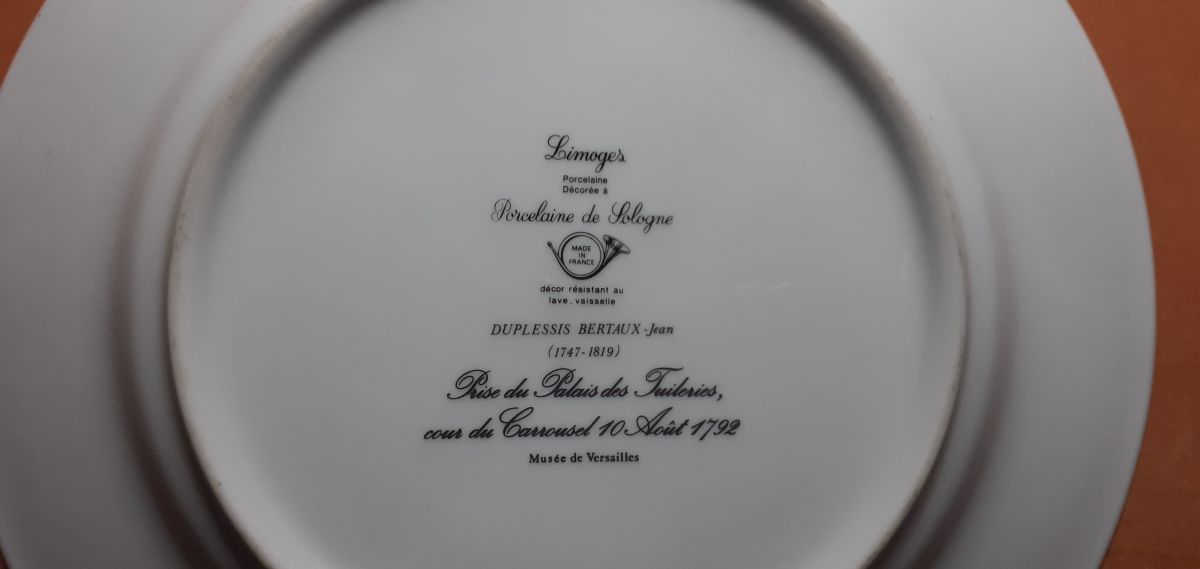 Limoges
Porcelaine
Décorée à
Porcelaine de Sologne
MADE
IN
FRANCE
décor résistant au
lave.vaisselle
DUPLESSIS BERTAUX-Jean
(1747-1819)
Prise du Palais des Tuileries,
cour du Carrousel 10 Août 1792
Musée de Versailles